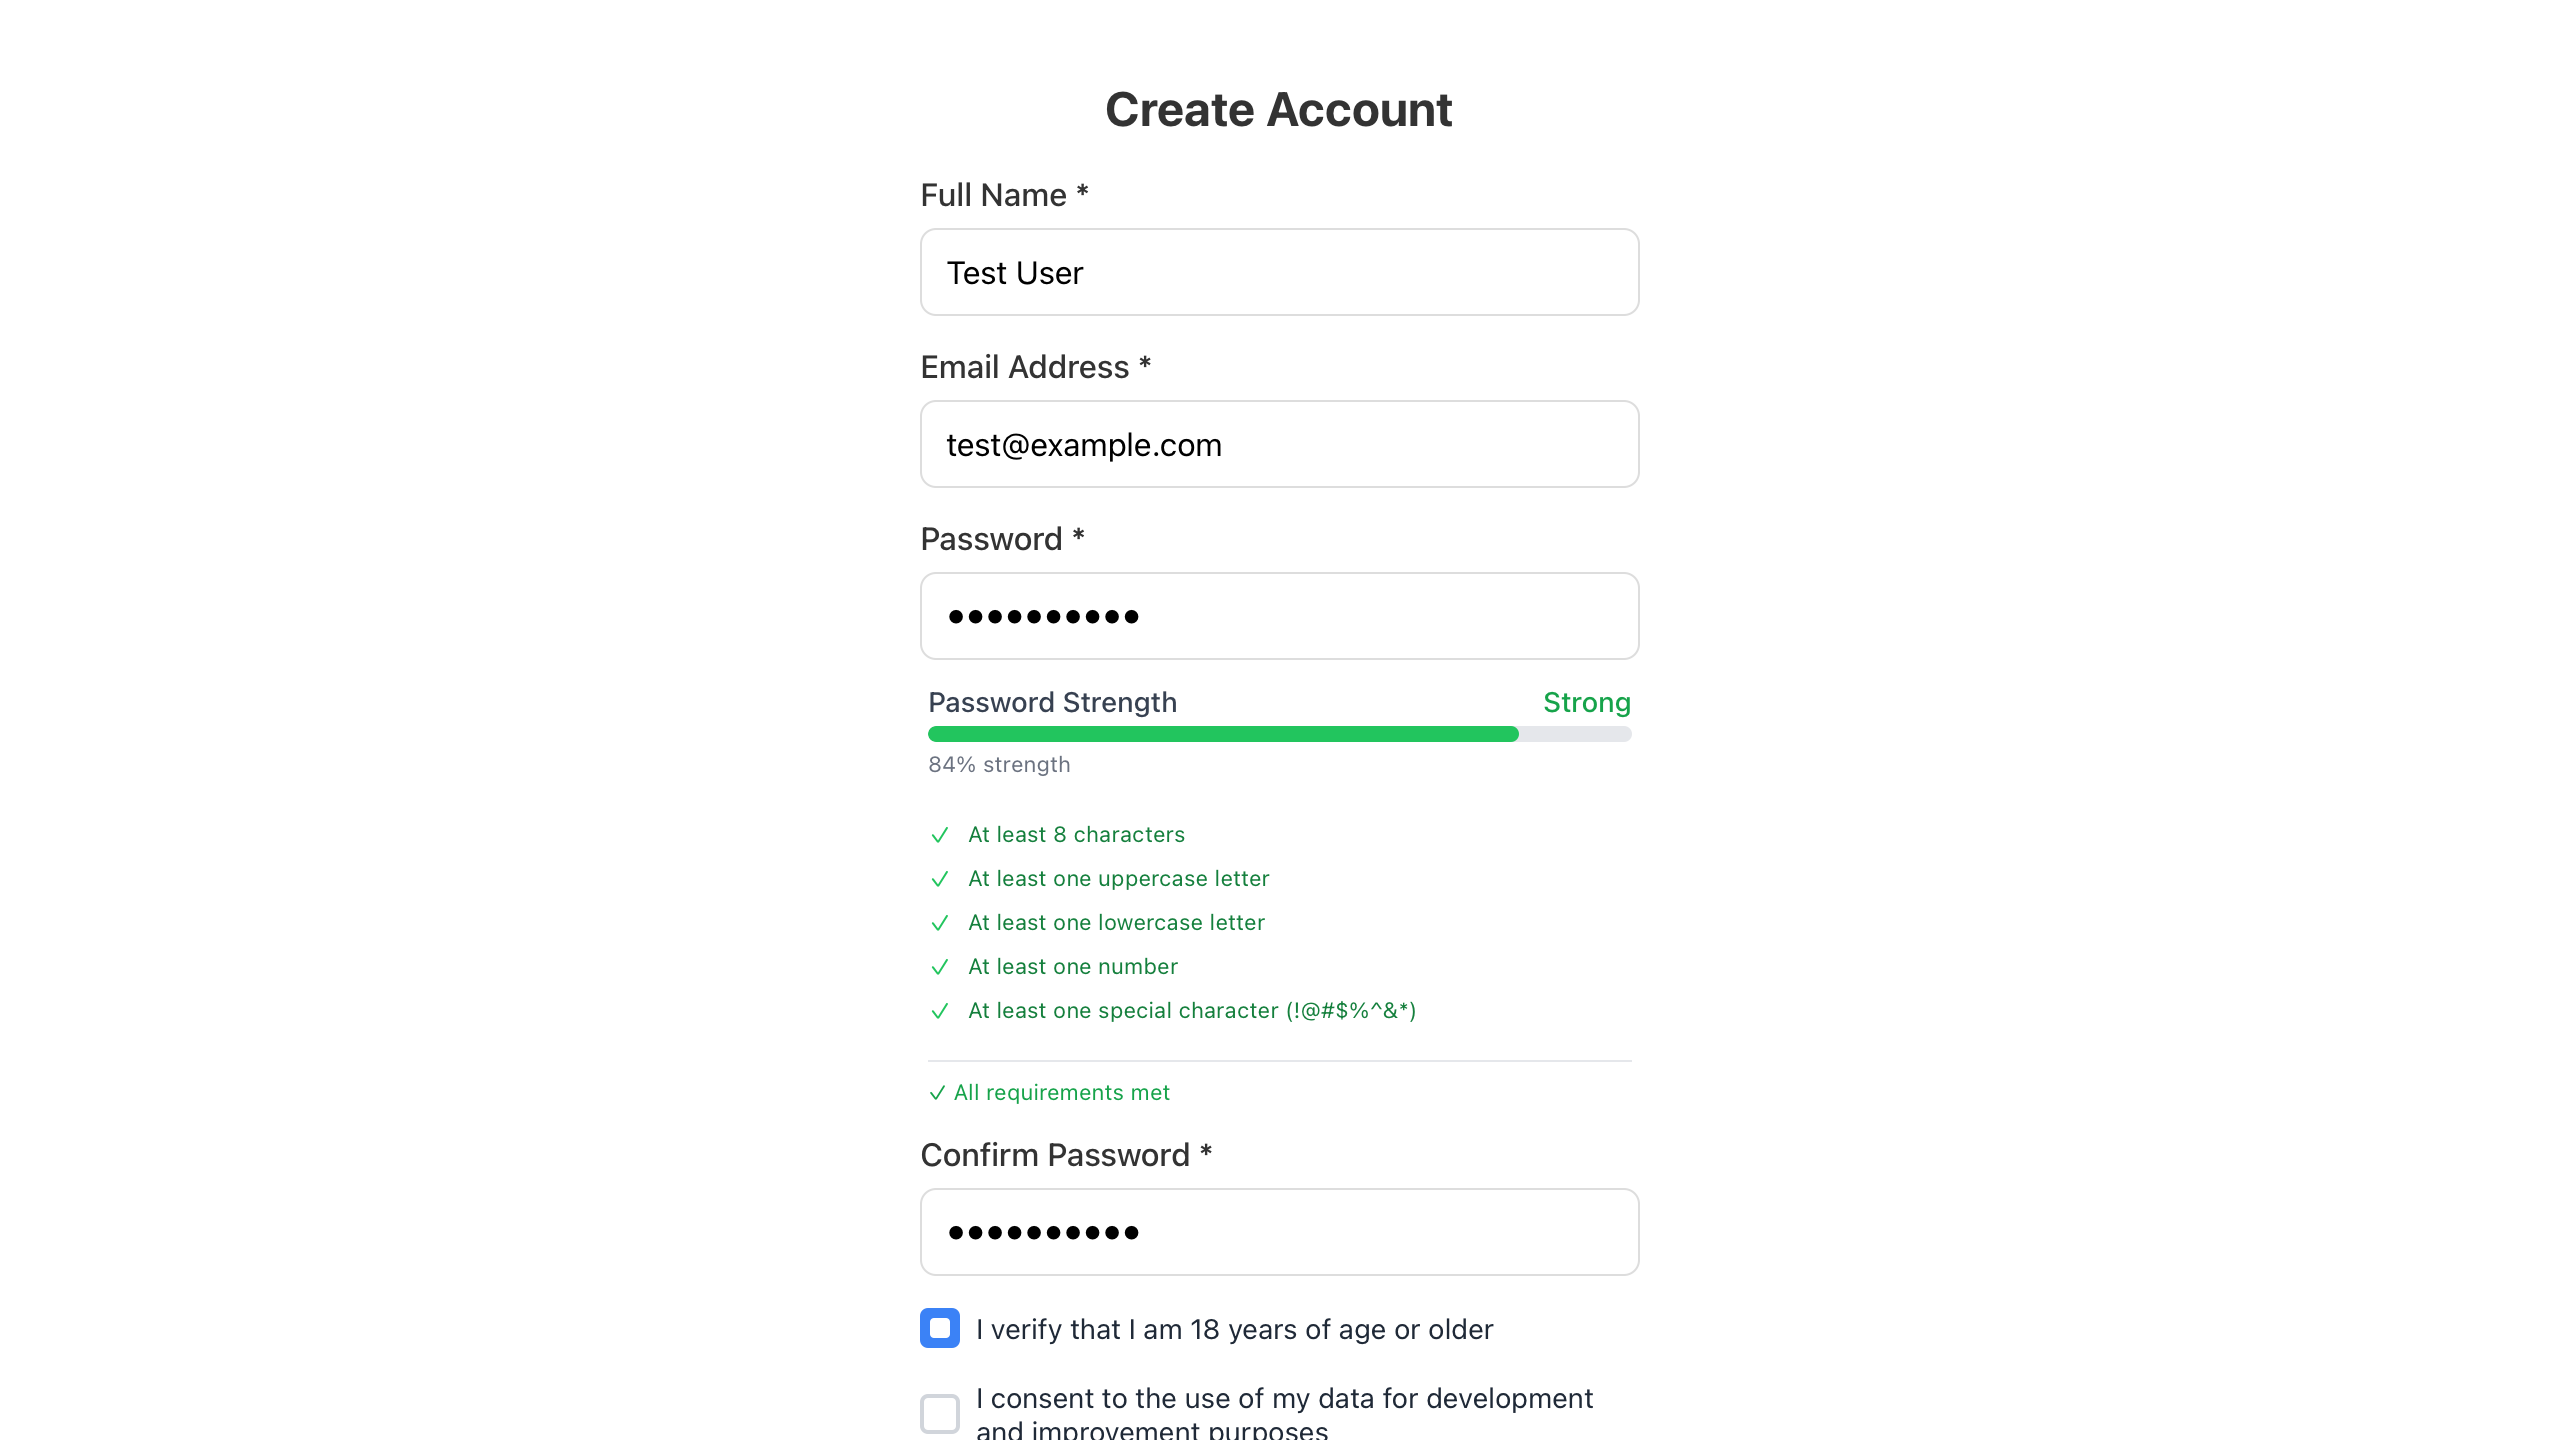 Create Account
Full Name *
Test User
Email Address *
test@example.com
Password *
••••••••••
Password Strength
Strong
84% strength
✓ At least 8 characters
✓ At least one uppercase letter
✓ At least one lowercase letter
✓ At least one number
✓ At least one special character (!@#$%^&*)
✓ All requirements met
Confirm Password *
••••••••••
I verify that I am 18 years of age or older
I consent to the use of my data for development
and improvement purposes